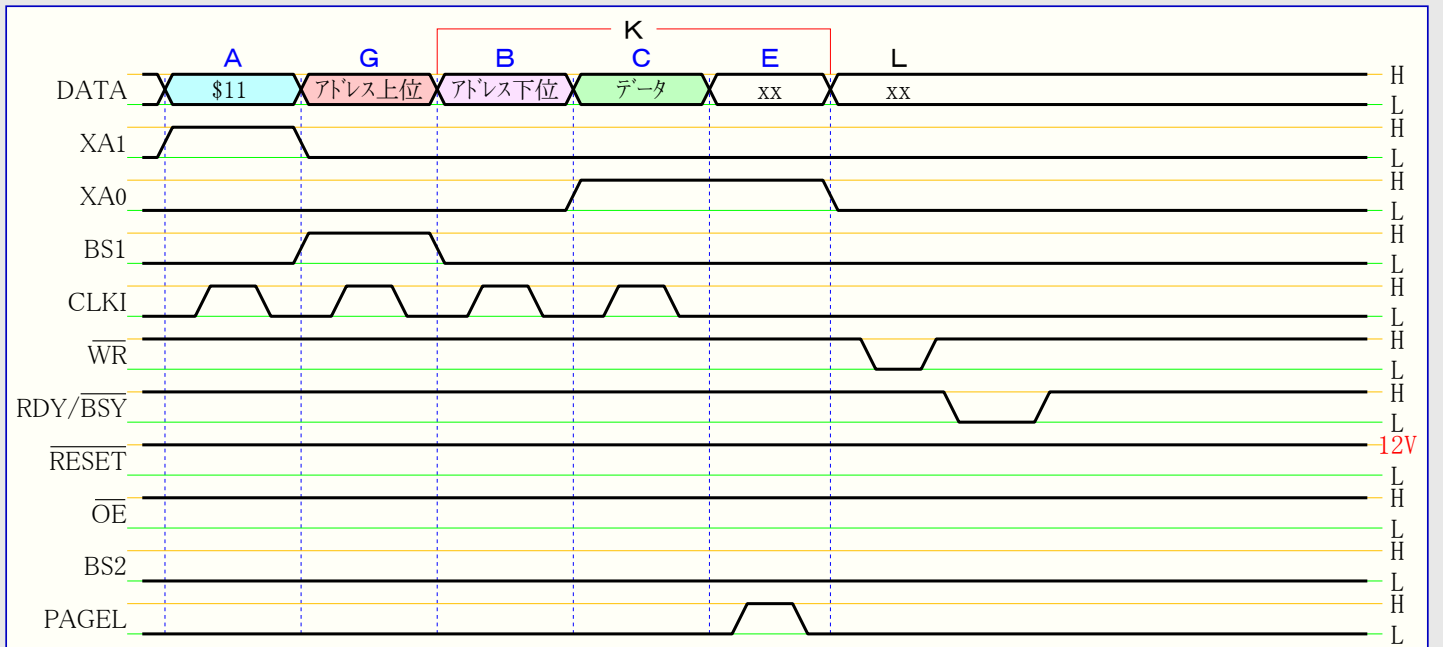 K
A G B C E L
DATA $11 アドレス上位 アドレス下位 データ xx xx H
L
XA1 H
L
XA0 H
L
BS1 H
L
CLKI H
L
WR H
L
RDY/BSY H
L
RESET 12V
L
OE H
L
BS2 H
L
PAGEL H
L